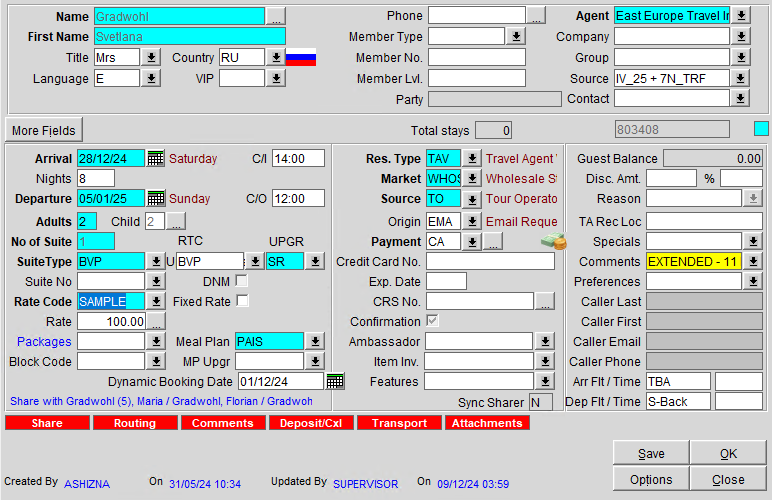 Name Gradwohl ... Phone ... Agent East Europe Travel Ir
First Name Svetlana Member Type Company
Title Mrs Country RU Member No. Group
Language E VIP Member Lvl. Source IV_25 + 7N_TRF
Party Contact
More Fields Total stays 0 803408
Arrival 28/12/24 Saturday C/I 14:00 Res. Type TAV Travel Agent Guest Balance 0.00
Nights 8 Market WHOS Wholesale St Disc. Amt. %
Departure 05/01/25 Sunday C/O 12:00 Source TO Tour Operato Reason
Adults 2 Child 2 ... Origin EMA Email Reque TA Rec Loc
No of Suite 1 RTC UPGR Payment CA ... Specials
SuiteType BVP U BVP SR Credit Card No. Comments EXTENDED - 11
Suite No DNM Exp. Date Preferences
Rate Code SAMPLE Fixed Rate CRS No. ... Caller Last
Rate 100.00 ... Confirmation Caller First
Packages Meal Plan PAIS Ambassador Caller Email
Block Code MP Upgr Item Inv. Caller Phone
Dynamic Booking Date 01/12/24 Features Arr Flt / Time TBA
Share with Gradwohl (5), Maria / Gradwohl, Florian / Gradwoh Sync Sharer N Dep Flt / Time S-Back
Share Routing Comments Deposit/Cxl Transport Attachments
Save OK
Created By ASHIZNA On 31/05/24 10:34 Updated By SUPERVISOR On 09/12/24 03:59 Options Close